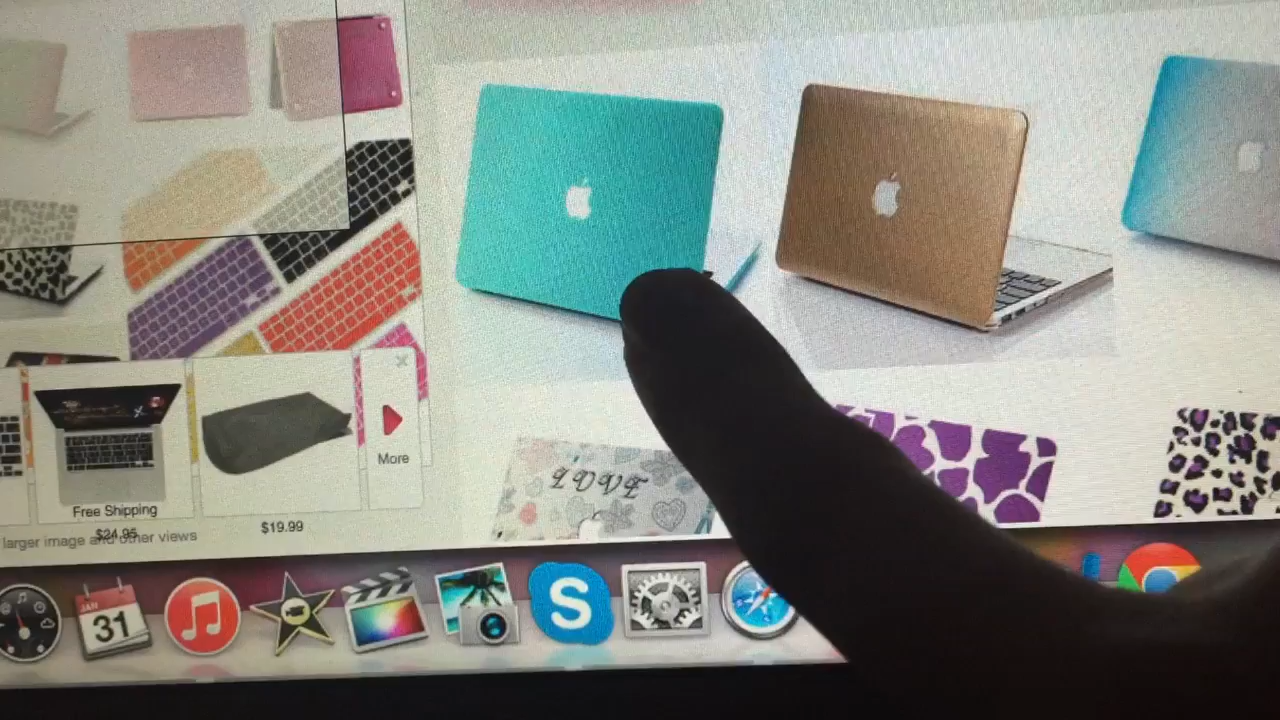 More
Free Shipping
$24.95
$19.99
larger image and other views
LOVE
JAN
31
S